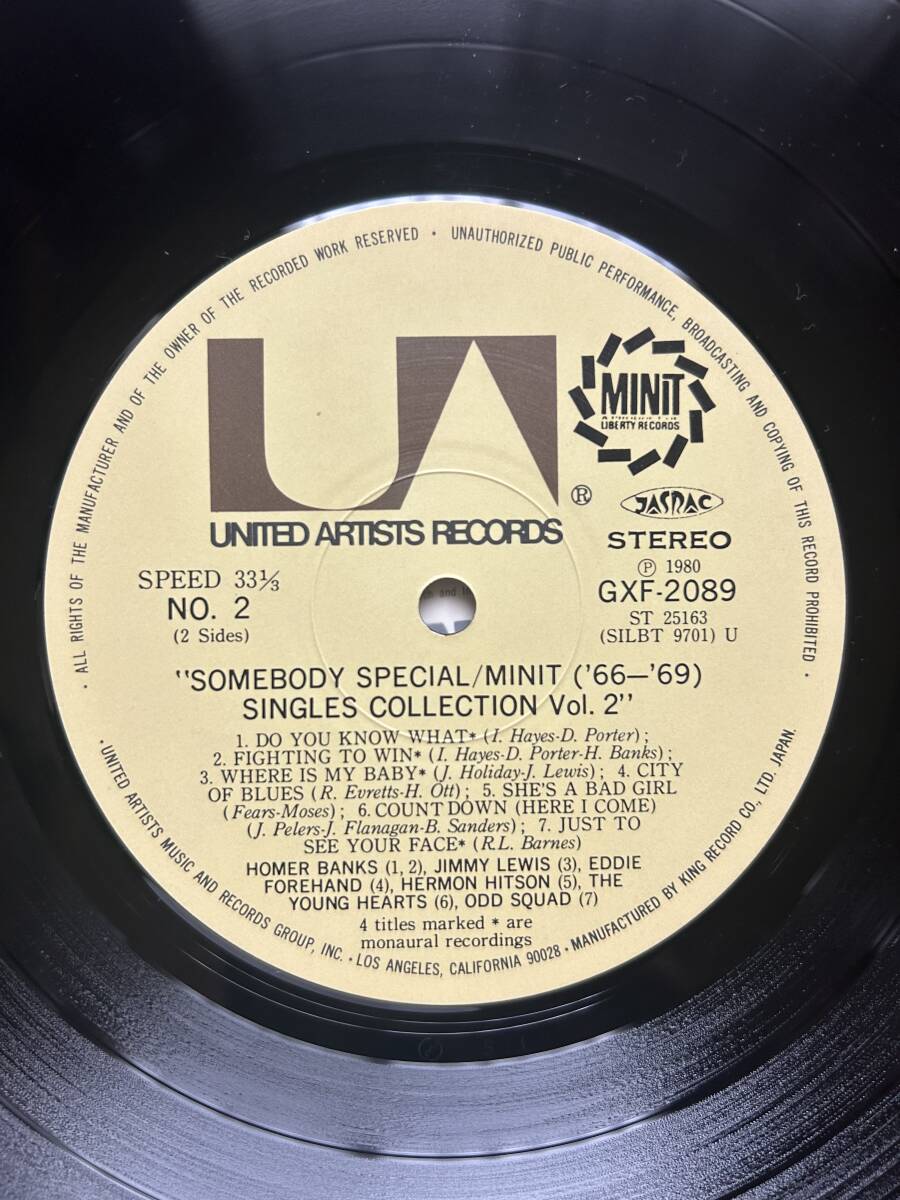 ALL RIGHTS OF THE MANUFACTURER AND OF THE OWNER OF THE RECORDED WORK RESERVED · UNAUTHORIZED PUBLIC PERFORMANCE, BROADCASTING AND COPYING OF THIS RECORD PROHIBITED ·
UA
®
UNITED ARTISTS RECORDS
MINIT
LIBERTY RECORDS
JASRAC
STEREO
Ⓟ 1980
GXF-2089
ST 25163
(SILBT 9701) U
SPEED 33⅓
NO. 2
(2 Sides)
"SOMEBODY SPECIAL/MINIT ('66—'69)
SINGLES COLLECTION Vol. 2"
1. DO YOU KNOW WHAT* (I. Hayes-D. Porter) ;
2. FIGHTING TO WIN* (I. Hayes-D. Porter-H. Banks) ;
3. WHERE IS MY BABY* (J. Holiday-J. Lewis) ; 4. CITY
OF BLUES (R. Evretts-H. Ott) ; 5. SHE'S A BAD GIRL
(Fears-Moses) ; 6. COUNT DOWN (HERE I COME)
(J. Pelers-J. Flanagan-B. Sanders) ; 7. JUST TO
SEE YOUR FACE* (R.L. Barnes)
HOMER BANKS (1, 2), JIMMY LEWIS (3), EDDIE
FOREHAND (4), HERMON HITSON (5), THE
YOUNG HEARTS (6), ODD SQUAD (7)
4 titles marked * are
monaural recordings
· UNITED ARTISTS MUSIC AND RECORDS GROUP, INC. · LOS ANGELES, CALIFORNIA 90028 · MANUFACTURED BY KING RECORD CO., LTD. JAPAN.